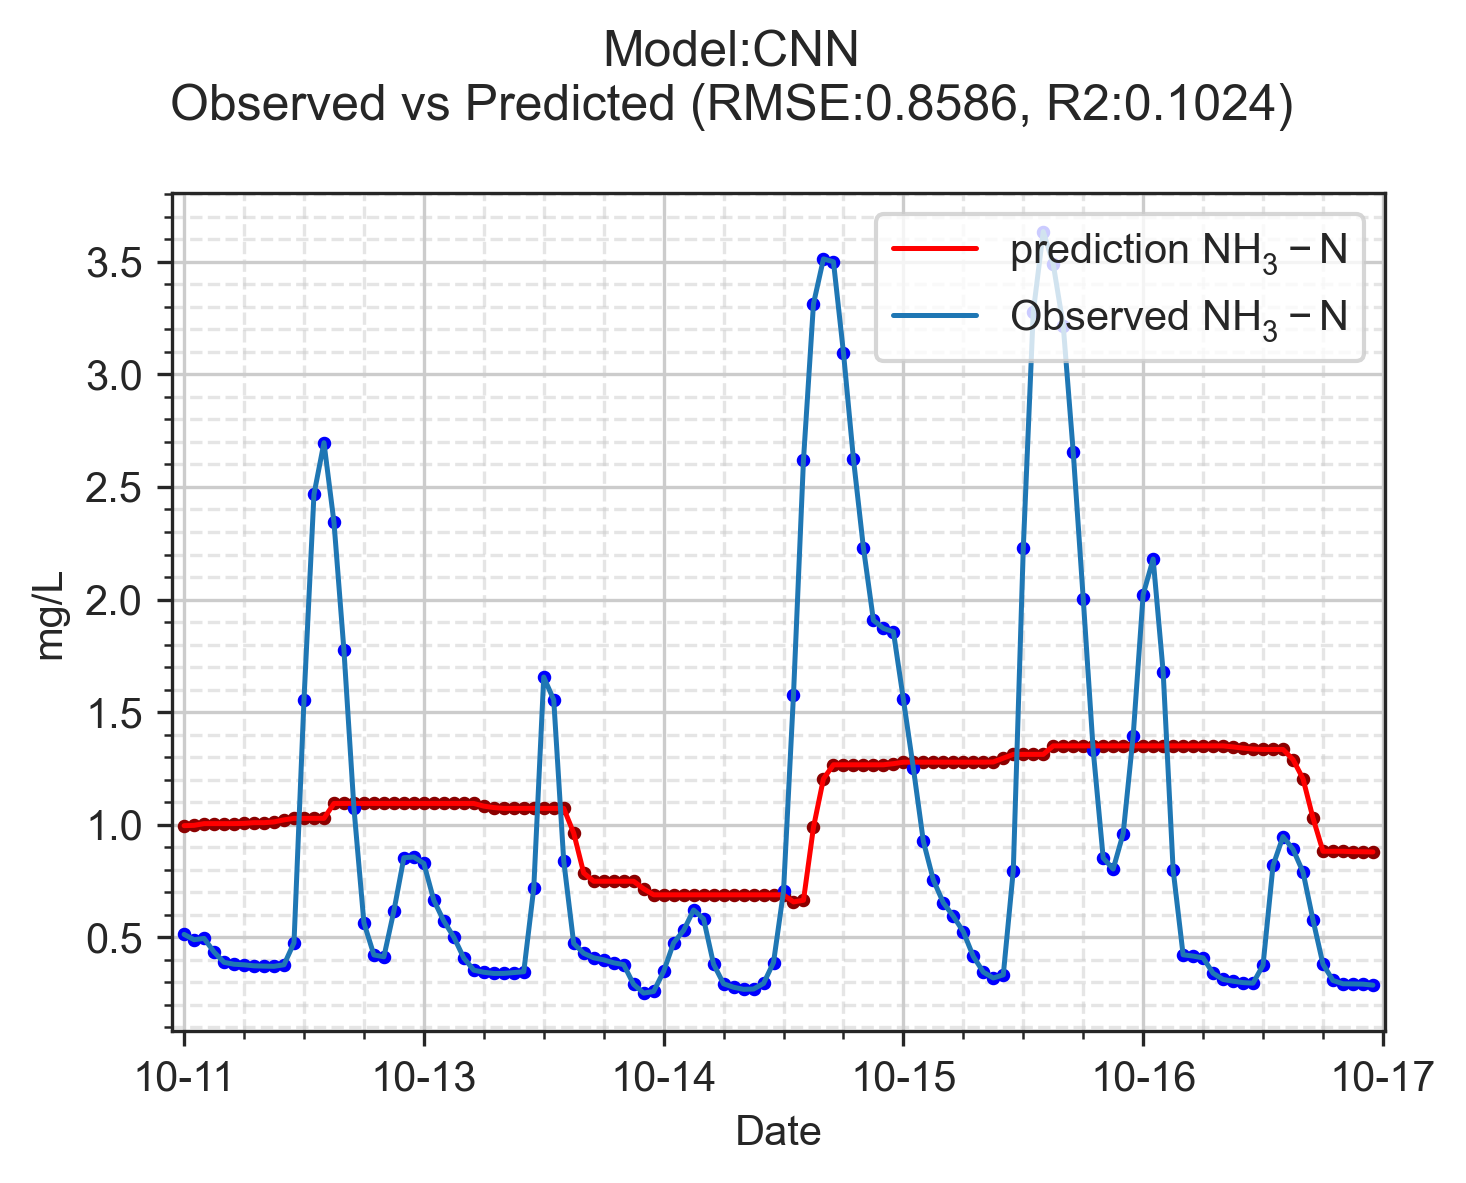 Model:CNN
Observed vs Predicted (RMSE:0.8586, R2:0.1024)
prediction NH₃ − N
Observed NH₃ − N
3.5
3.0
2.5
2.0
1.5
1.0
0.5
mg/L
10-11 10-13 10-14 10-15 10-16 10-17
Date